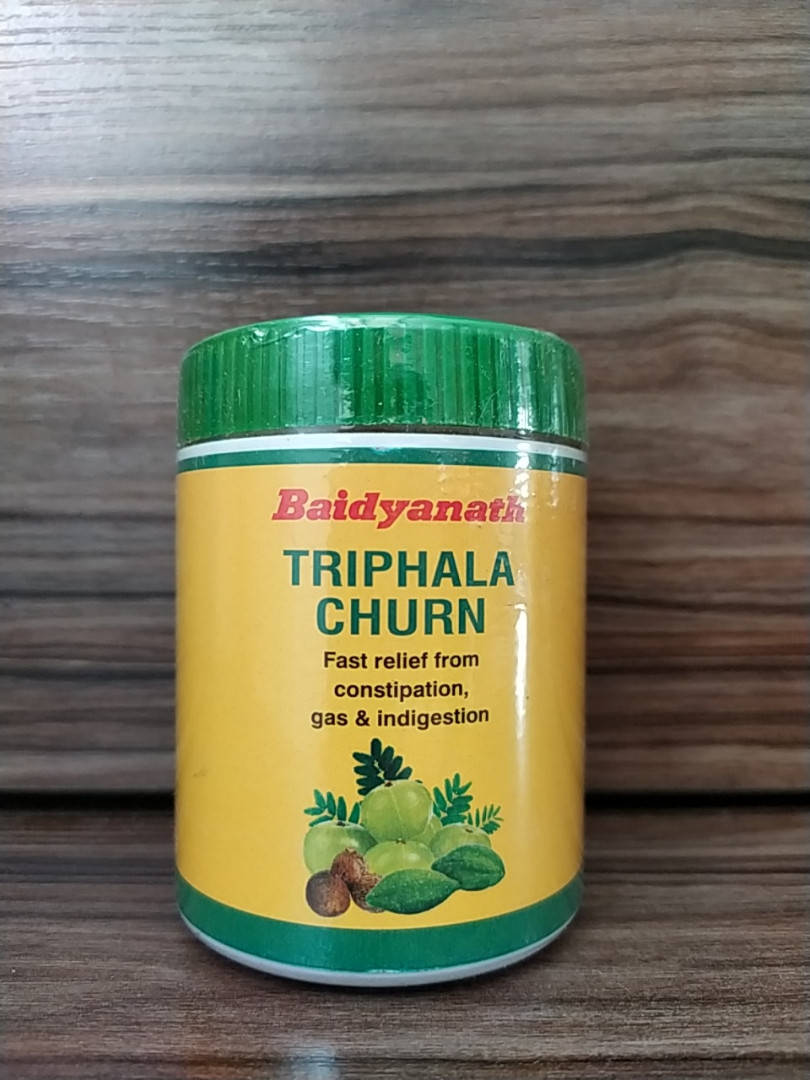 Baidyanath
TRIPHALA
CHURN
Fast relief from
constipation,
gas & indigestion